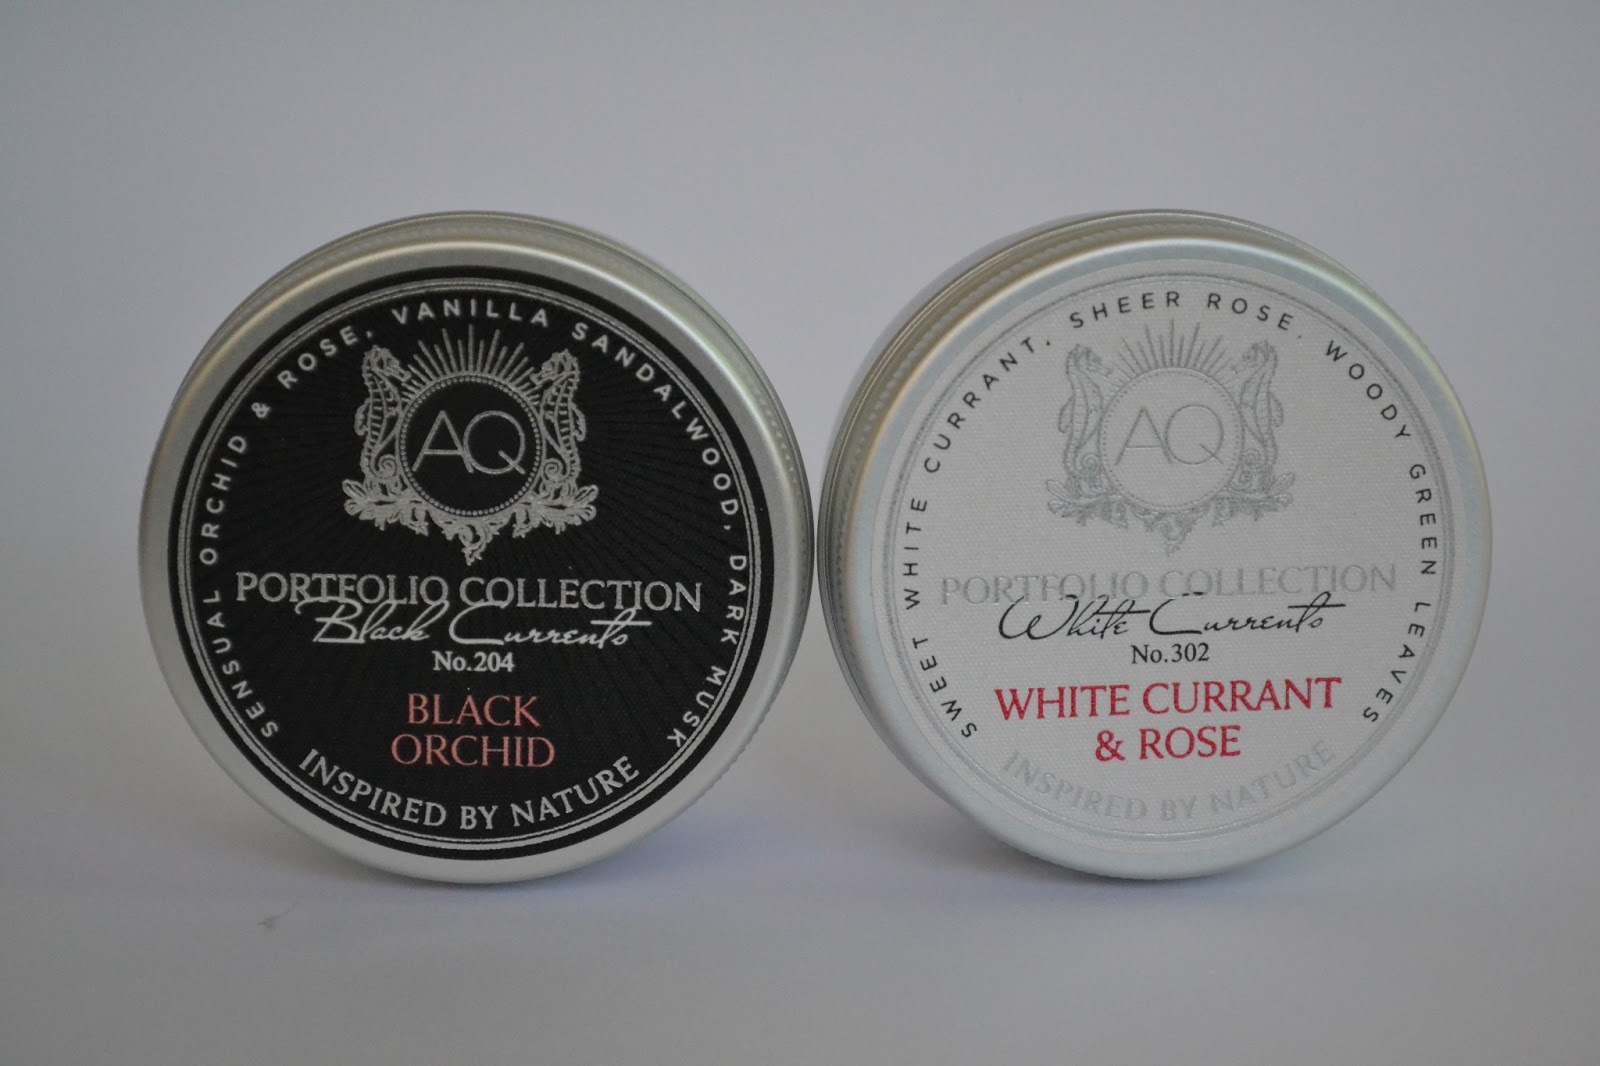 SENSUAL ORCHID & ROSE, VANILLA SANDALWOOD, DARK MUSK
AQ
PORTFOLIO COLLECTION
Black Currents
No.204
BLACK
ORCHID
INSPIRED BY NATURE
SWEET WHITE CURRANT, SHEER ROSE, WOODY GREEN LEAVES
AQ
PORTFOLIO COLLECTION
White Currents
No.302
WHITE CURRANT
& ROSE
INSPIRED BY NATURE